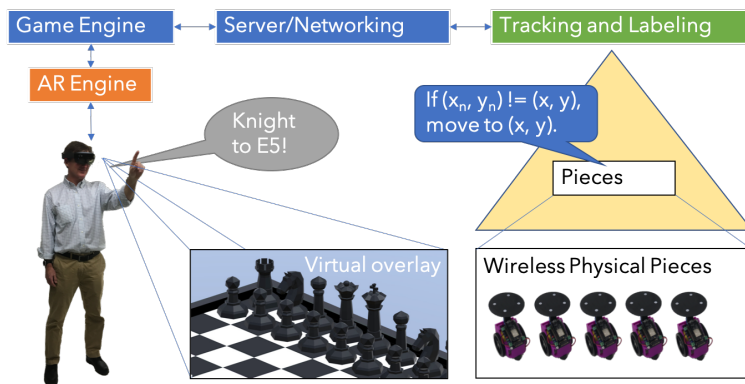 Game Engine
Server/Networking
Tracking and Labeling
AR Engine
If (xₙ, yₙ) != (x, y),
move to (x, y).
Knight
to E5!
Pieces
Virtual overlay
Wireless Physical Pieces